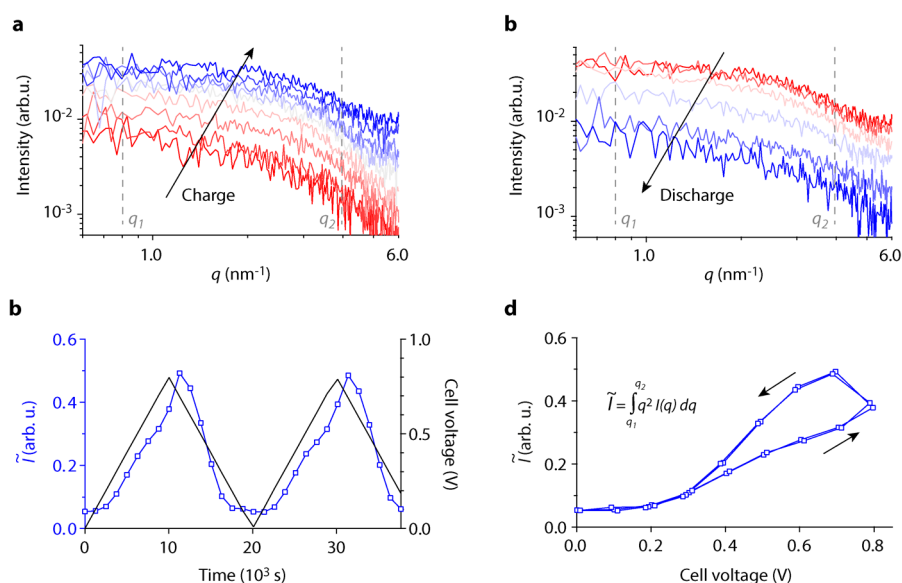 a
Intensity (arb.u.)
10-2
10-3
Charge
q1
q2
1.0
6.0
q (nm-1)
b
Intensity (arb.u.)
10-2
10-3
Discharge
q1
q2
1.0
6.0
q (nm-1)
b
Ĩ (arb. u.)
0.6
0.4
0.2
0.0
1.0
0.5
0.0
Cell voltage (V)
0
10
20
30
Time (10³ s)
d
Ĩ (arb. u.)
0.6
0.4
0.2
0.0
Ĩ = ∫q1q2 q² I(q) dq
0.0
0.2
0.4
0.6
0.8
Cell voltage (V)